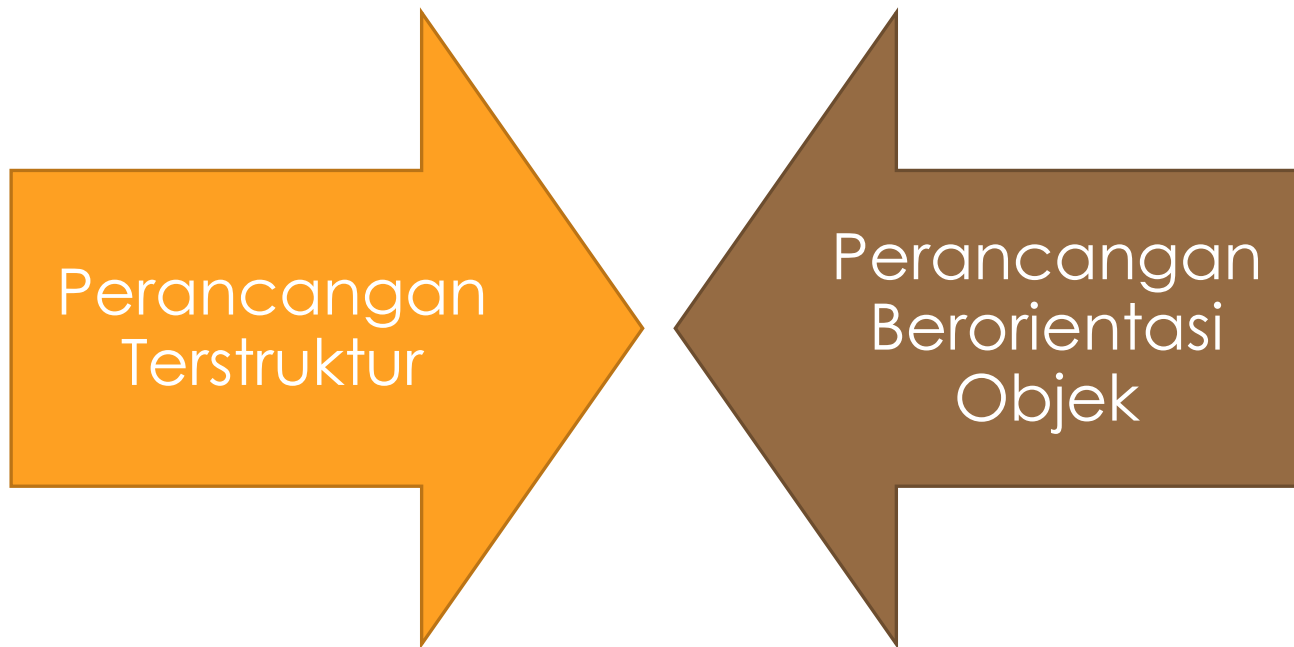 Perancangan
Terstruktur
Perancangan
Berorientasi
Objek